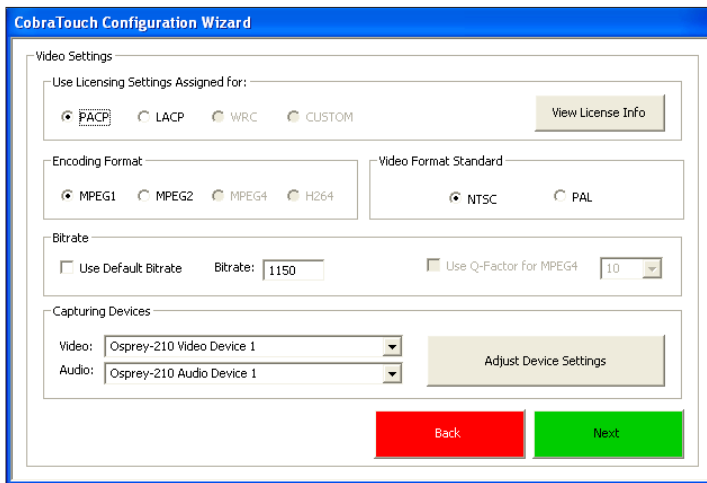 CobraTouch Configuration Wizard
Video Settings
Use Licensing Settings Assigned for:
PACP LACP WRC CUSTOM View License Info
Encoding Format Video Format Standard
MPEG1 MPEG2 MPEG4 H264 NTSC PAL
Bitrate
Use Default Bitrate Bitrate: 1150 Use Q-Factor for MPEG4 10
Capturing Devices
Video: Osprey-210 Video Device 1
Adjust Device Settings
Audio: Osprey-210 Audio Device 1
Back Next